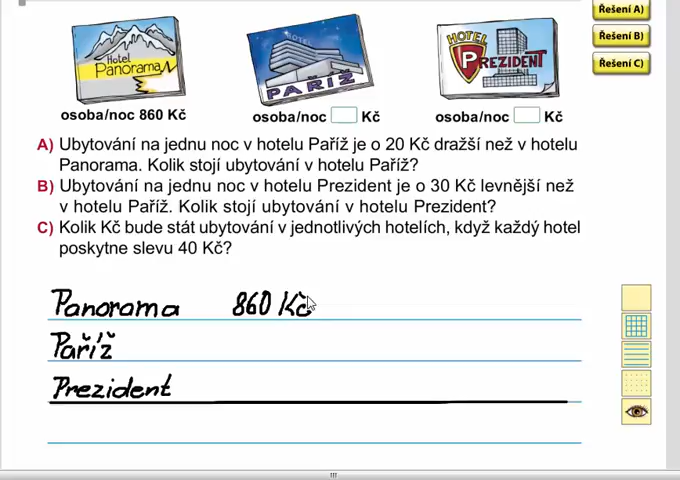 Řešení A)
Řešení B)
Řešení C)
Hotel
Panorama
HOTEL
PAŘÍŽ
HOTEL
PREZIDENT
osoba/noc 860 Kč
osoba/noc Kč
osoba/noc Kč
A) Ubytování na jednu noc v hotelu Paříž je o 20 Kč dražší než v hotelu
Panorama. Kolik stojí ubytování v hotelu Paříž?
B) Ubytování na jednu noc v hotelu Prezident je o 30 Kč levnější než
v hotelu Paříž. Kolik stojí ubytování v hotelu Prezident?
C) Kolik Kč bude stát ubytování v jednotlivých hotelích, když každý hotel
poskytne slevu 40 Kč?
Panorama 860 Kč
Paříž
Prezident